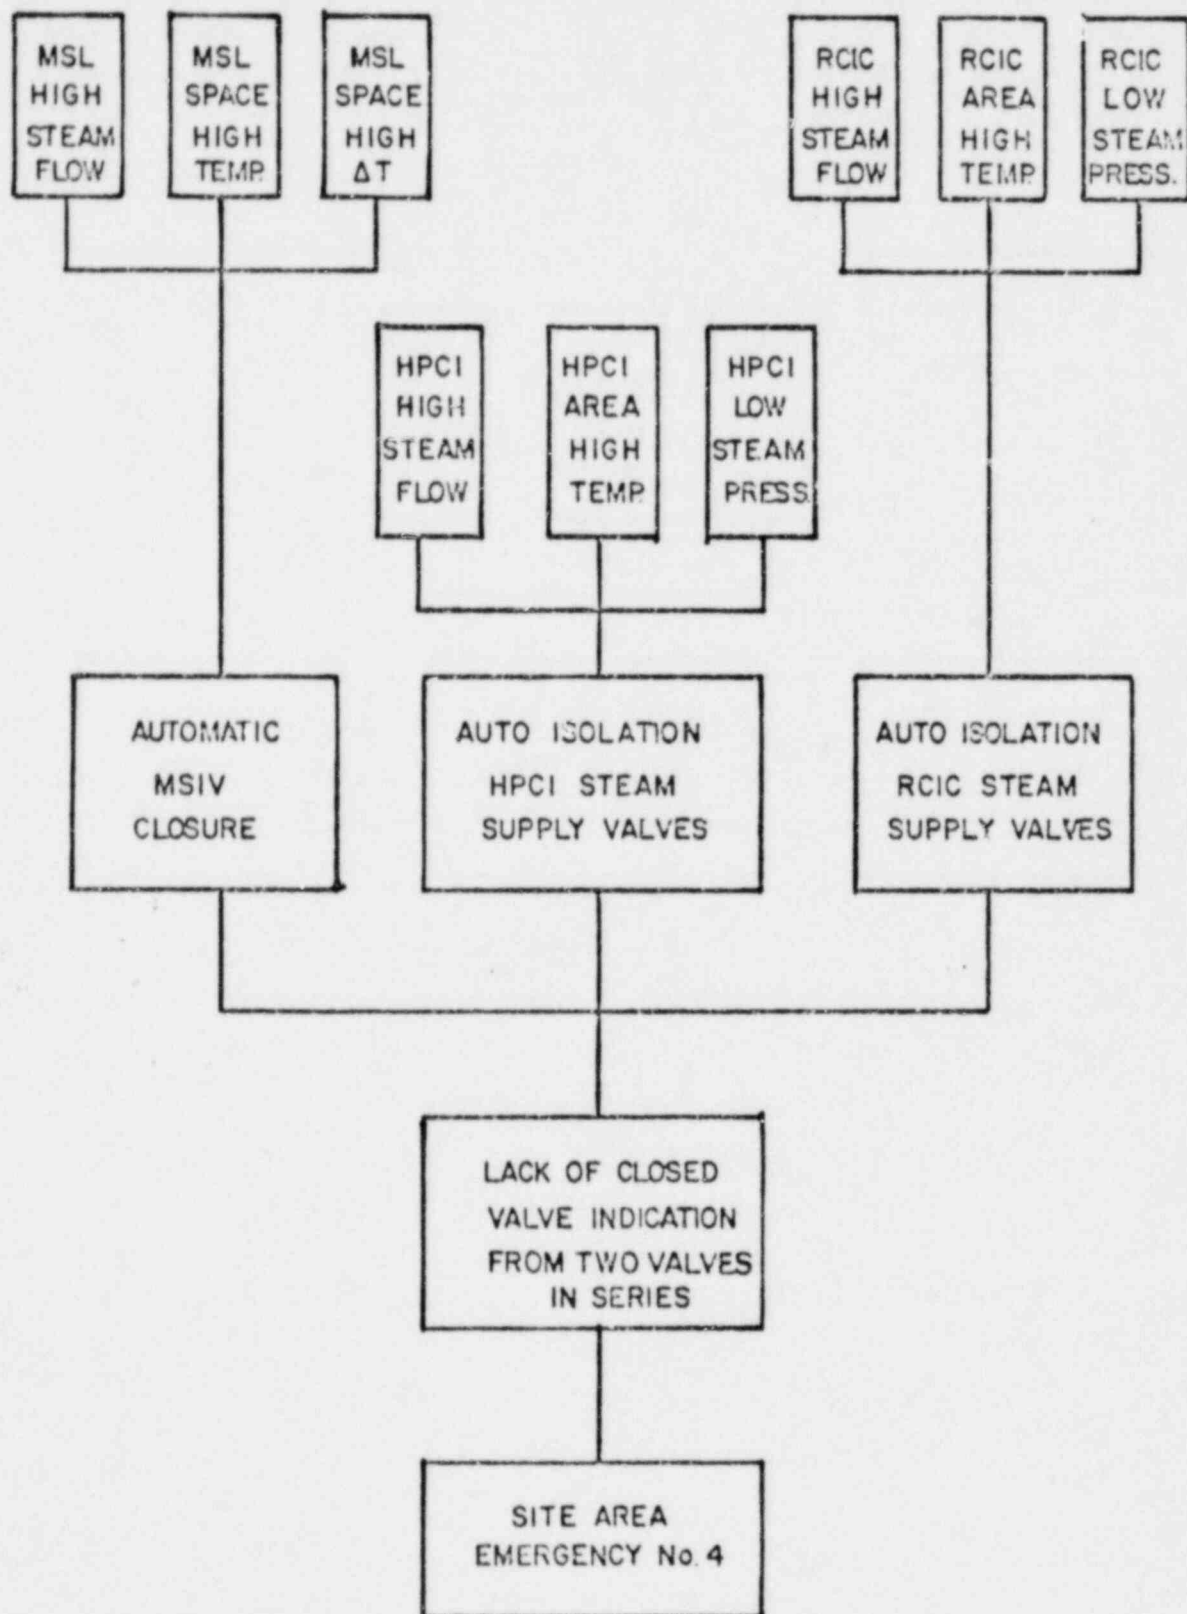 MSL
HIGH
STEAM
FLOW
MSL
SPACE
HIGH
TEMP.
MSL
SPACE
HIGH
ΔT
RCIC
HIGH
STEAM
FLOW
RCIC
AREA
HIGH
TEMP.
RCIC
LOW
STEAM
PRESS.
HPCI
HIGH
STEAM
FLOW
HPCI
AREA
HIGH
TEMP.
HPCI
LOW
STEAM
PRESS.
AUTOMATIC
MSIV
CLOSURE
AUTO ISOLATION
HPCI STEAM
SUPPLY VALVES
AUTO ISOLATION
RCIC STEAM
SUPPLY VALVES
LACK OF CLOSED
VALVE INDICATION
FROM TWO VALVES
IN SERIES
SITE AREA
EMERGENCY No. 4